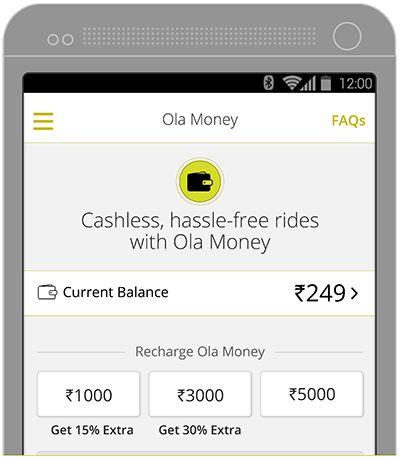 12:00
Ola Money
FAQs
Cashless, hassle-free rides
with Ola Money
Current Balance
₹249
Recharge Ola Money
₹1000 ₹3000 ₹5000
Get 15% Extra Get 30% Extra